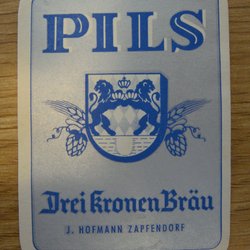 PILS
Drei Kronen Bräu
J. HOFMANN ZAPFENDORF